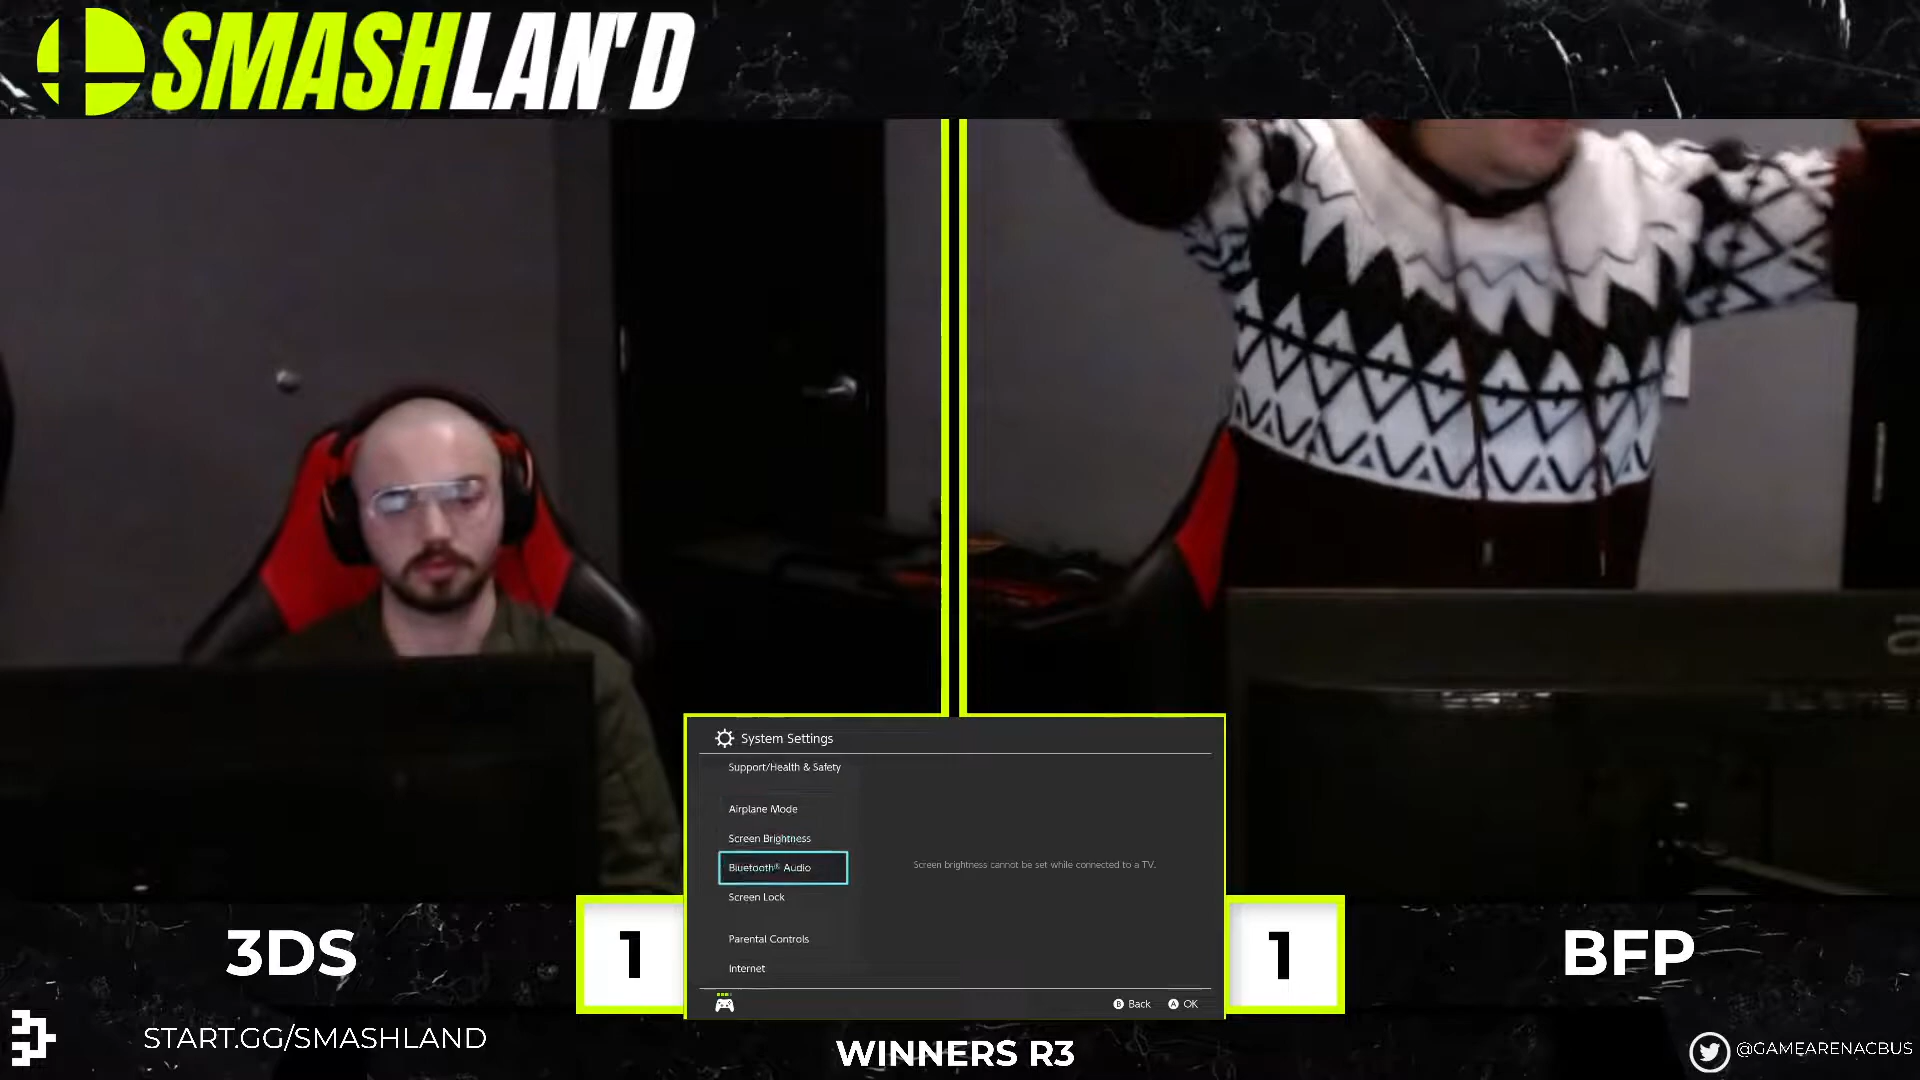 SMASHLAN'D
System Settings
Support/Health & Safety
Airplane Mode
Screen Brightness
Bluetooth® Audio
Screen Lock
Parental Controls
Internet
Screen brightness cannot be set while connected to a TV.
B Back A OK
3DS
1
1
BFP
START.GG/SMASHLAND
WINNERS R3
@GAMEARENACBUS